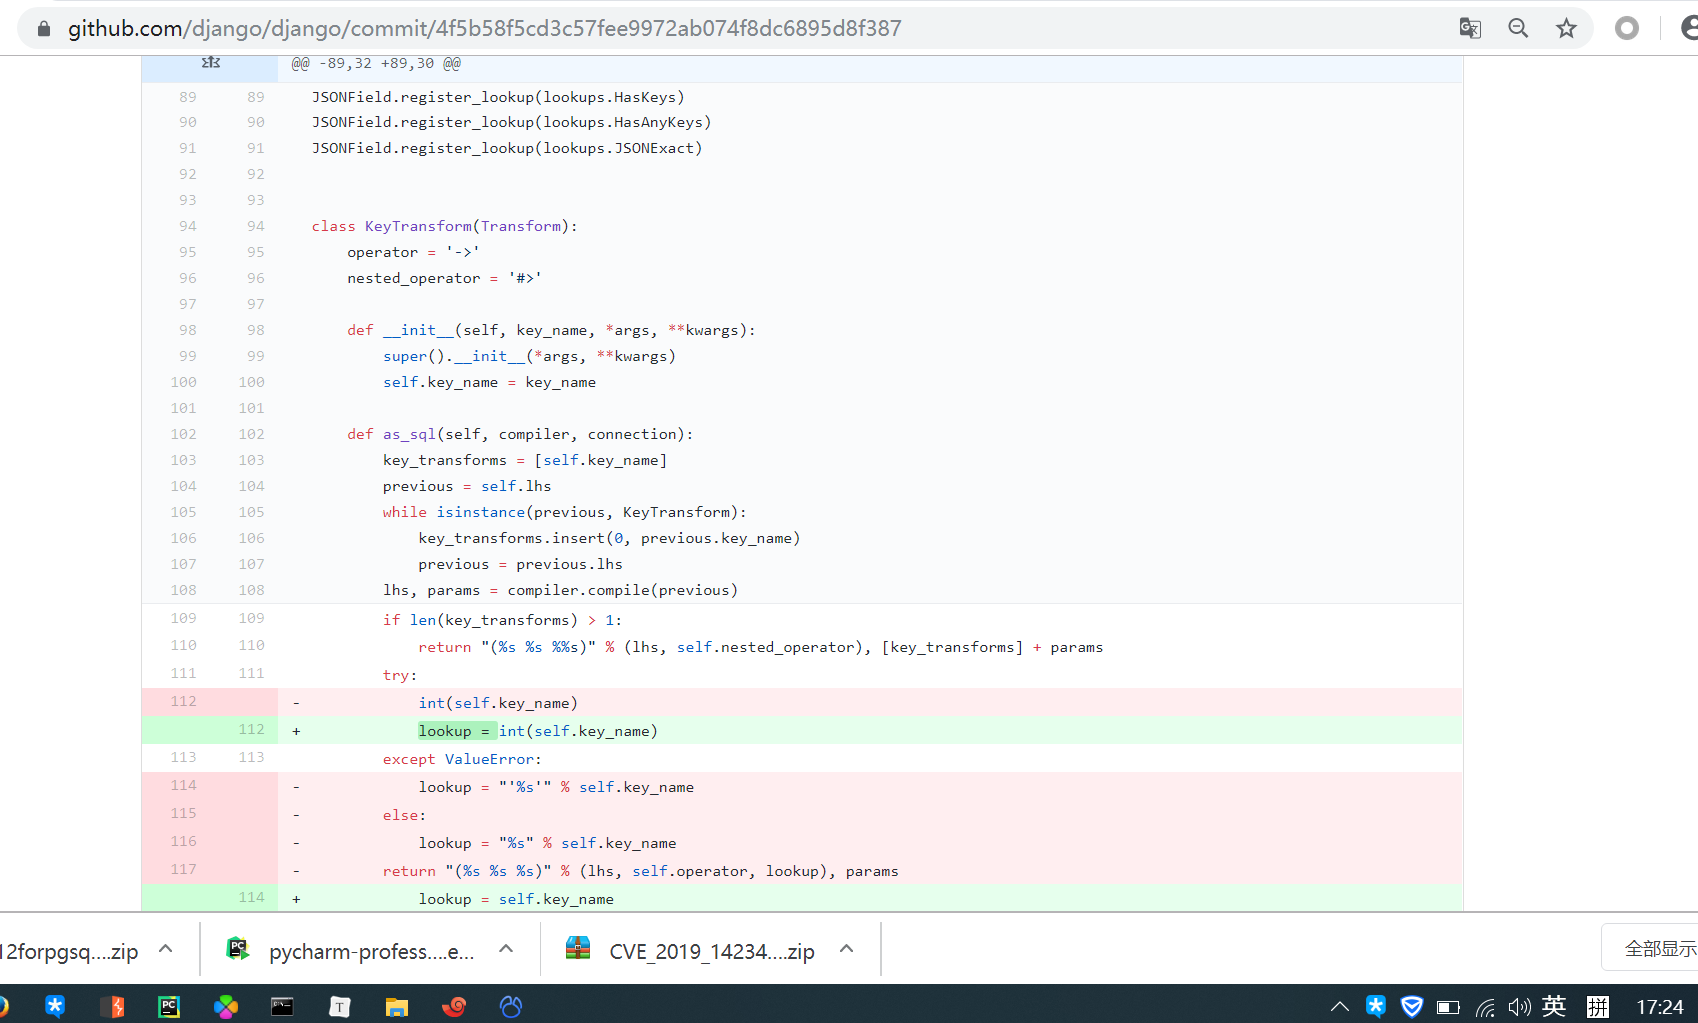 github.com/django/django/commit/4f5b58f5cd3c57fee9972ab074f8dc6895d8f387
@@ -89,32 +89,30 @@
89 89 JSONField.register_lookup(lookups.HasKeys)
90 90 JSONField.register_lookup(lookups.HasAnyKeys)
91 91 JSONField.register_lookup(lookups.JSONExact)
92 92
93 93
94 94 class KeyTransform(Transform):
95 95 operator = '->'
96 96 nested_operator = '#>'
97 97
98 98 def __init__(self, key_name, *args, **kwargs):
99 99 super().__init__(*args, **kwargs)
100 100 self.key_name = key_name
101 101
102 102 def as_sql(self, compiler, connection):
103 103 key_transforms = [self.key_name]
104 104 previous = self.lhs
105 105 while isinstance(previous, KeyTransform):
106 106 key_transforms.insert(0, previous.key_name)
107 107 previous = previous.lhs
108 108 lhs, params = compiler.compile(previous)
109 109 if len(key_transforms) > 1:
110 110 return "(%s %s %%s)" % (lhs, self.nested_operator), [key_transforms] + params
111 111 try:
112 - int(self.key_name)
112 + lookup = int(self.key_name)
113 113 except ValueError:
114 - lookup = "'%s'" % self.key_name
115 - else:
116 - lookup = "%s" % self.key_name
117 - return "(%s %s %s)" % (lhs, self.operator, lookup), params
114 + lookup = self.key_name
12forpgsq....zip
pycharm-profess....e...
CVE_2019_14234....zip
全部显示
PC
T
英
拼
17:24